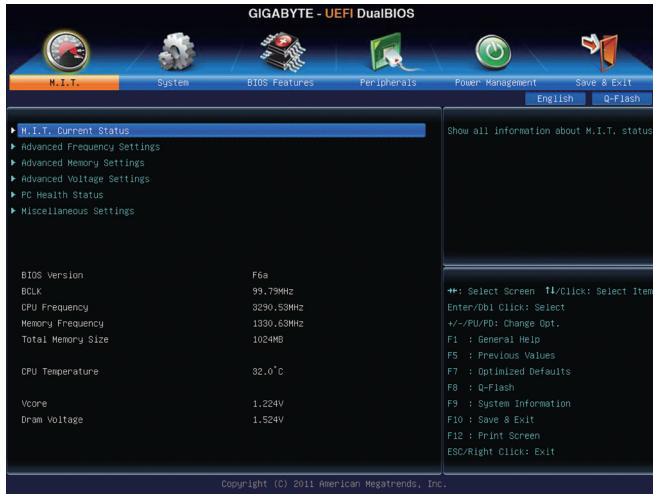 GIGABYTE - UEFI DualBIOS
M.I.T. System BIOS Features Peripherals Power Management Save & Exit
English Q-Flash
M.I.T. Current Status
Advanced Frequency Settings
Advanced Memory Settings
Advanced Voltage Settings
PC Health Status
Miscellaneous Settings
Show all information about M.I.T. status
BIOS Version F6a
BCLK 99.79MHz
CPU Frequency 3290.53MHz
Memory Frequency 1330.63MHz
Total Memory Size 1024MB
CPU Temperature 32.0°C
Vcore 1.224V
Dram Voltage 1.524V
→←: Select Screen ↑↓/Click: Select Item
Enter/Dbl Click: Select
+/-/PU/PD: Change Opt.
F1 : General Help
F5 : Previous Values
F7 : Optimized Defaults
F8 : Q-Flash
F9 : System Information
F10 : Save & Exit
F12 : Print Screen
ESC/Right Click: Exit
Copyright (C) 2011 American Megatrends, Inc.